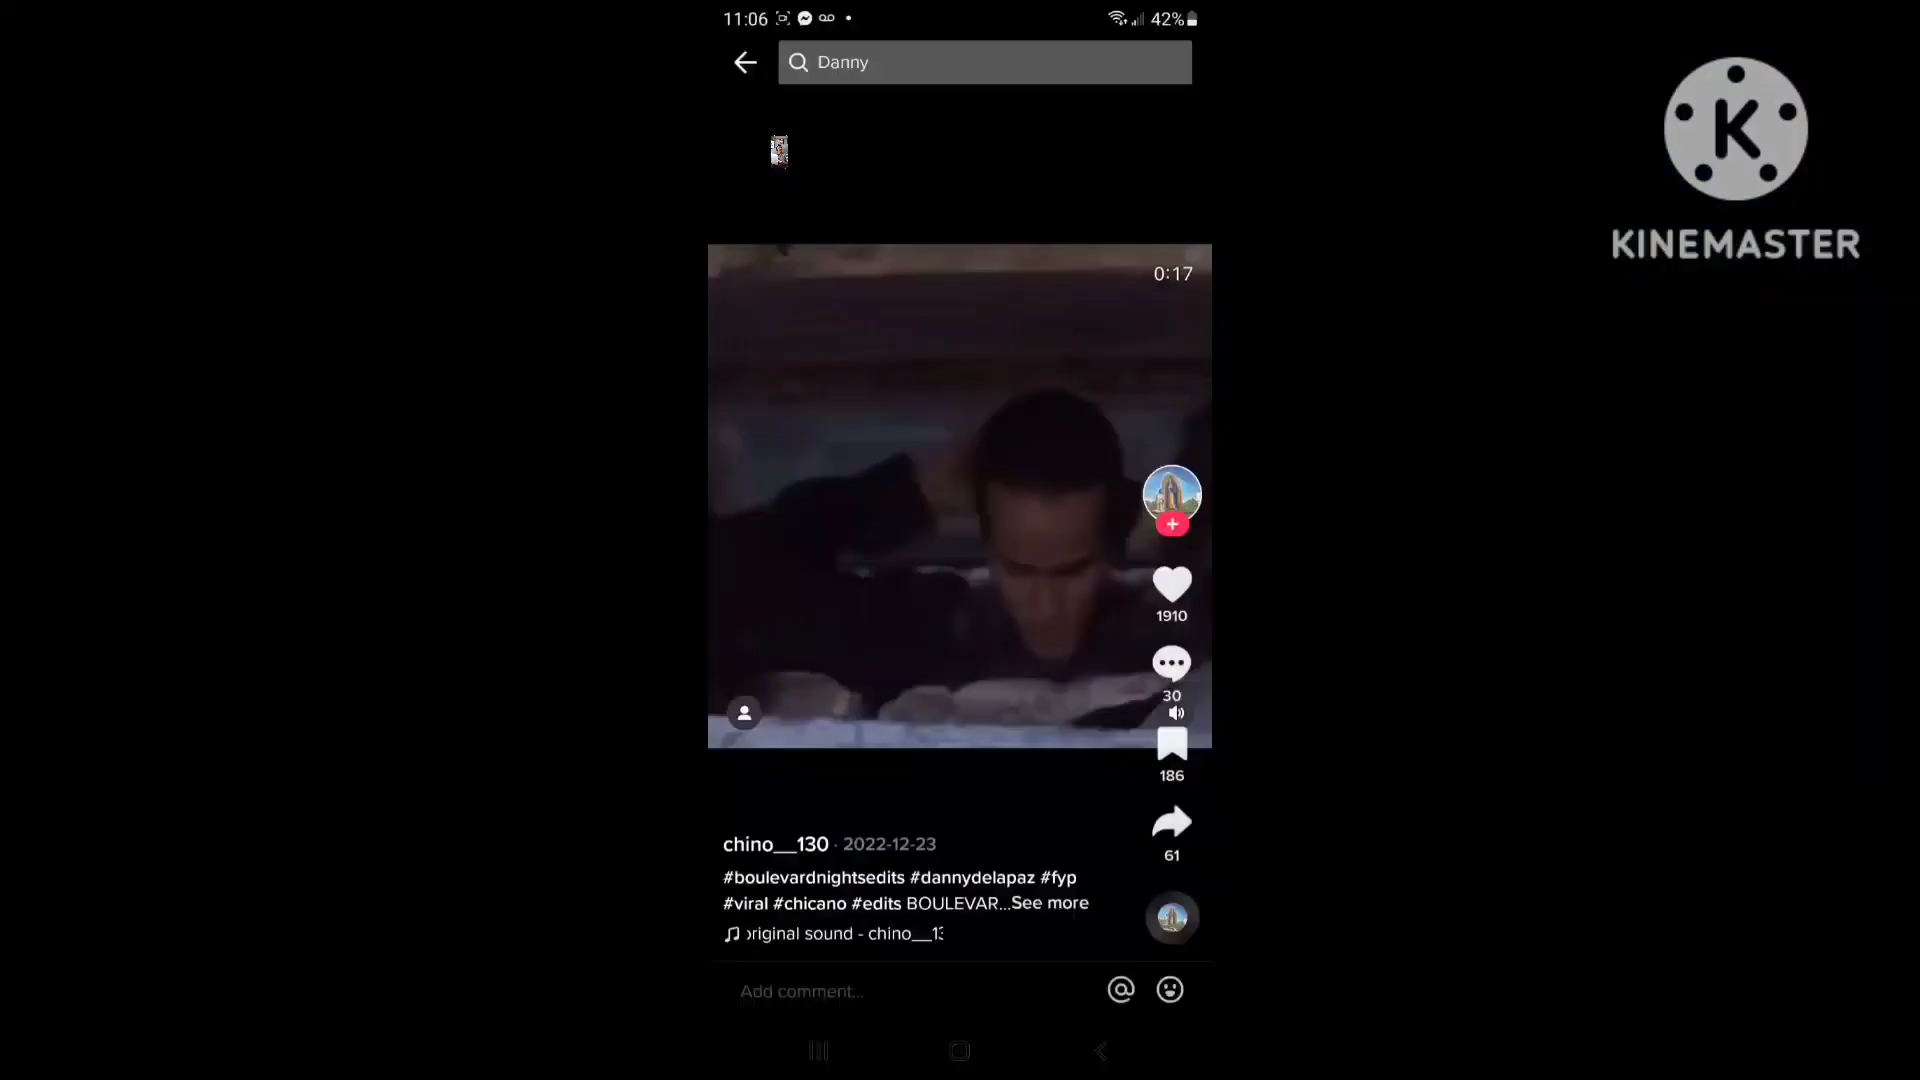 11:06 42%
Danny
KINEMASTER
0:17
1910
30
186
61
chino__130 · 2022-12-23
#boulevardnightsedits #dannydelapaz #fyp
#viral #chicano #edits BOULEVAR...See more
original sound - chino__13
Add comment...